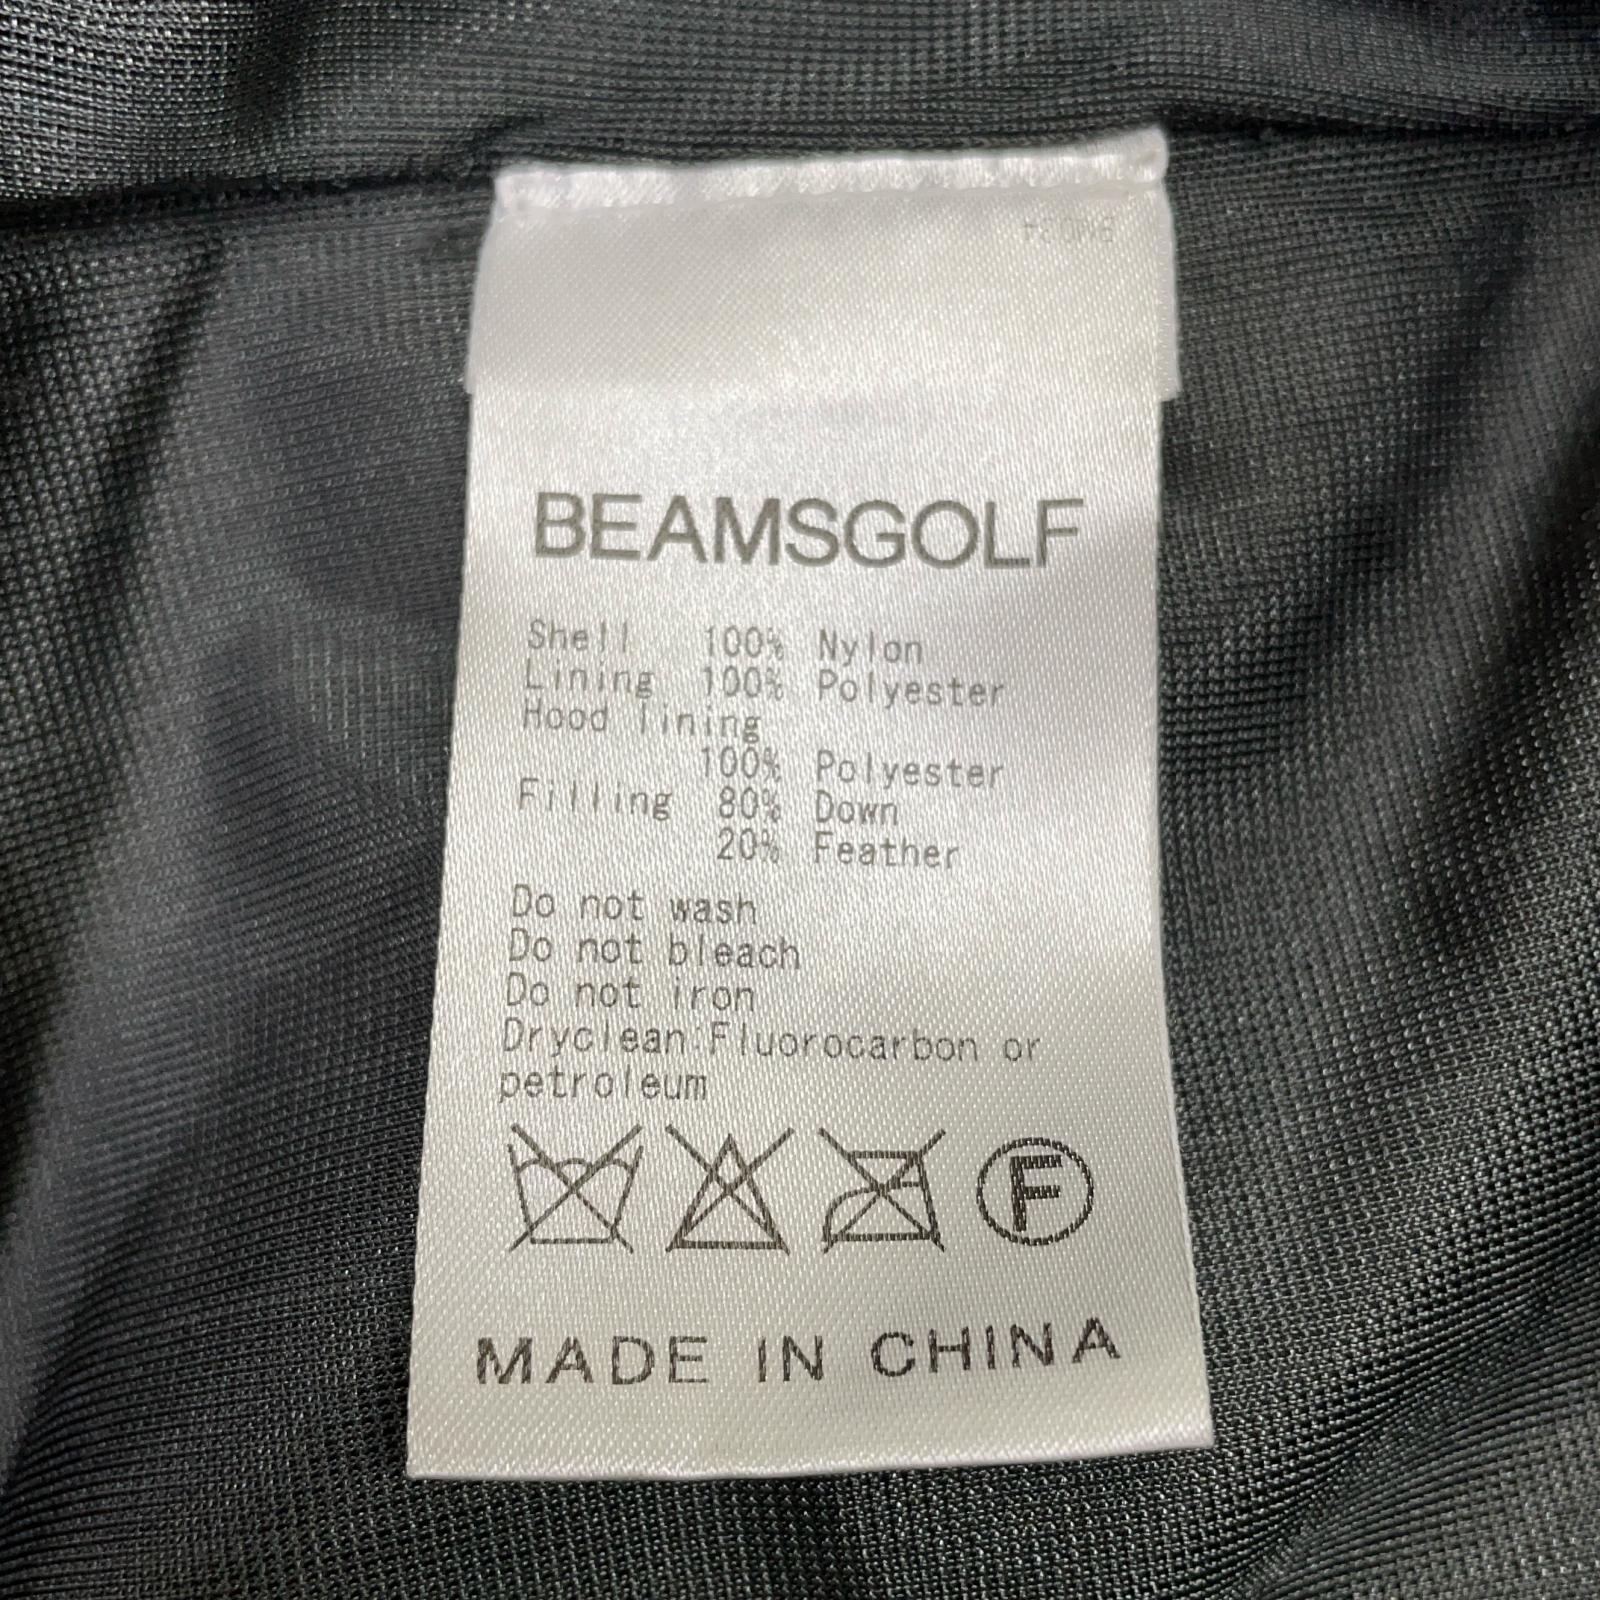 BEAMSGOLF
Shell 100% Nylon
Lining 100% Polyester
Hood lining
100% Polyester
Filling 80% Down
20% Feather
Do not wash
Do not bleach
Do not iron
Dryclean:Fluorocarbon or
petroleum
F
MADE IN CHINA